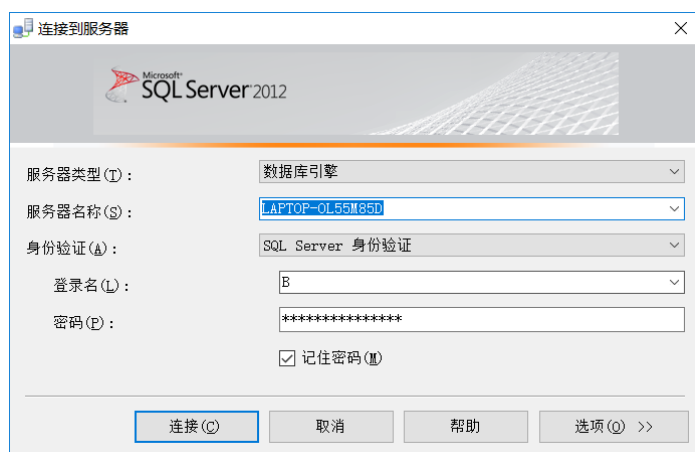 连接到服务器
Microsoft®
SQL Server 2012
服务器类型(T): 数据库引擎
服务器名称(S): LAPTOP-OL55M85D
身份验证(A): SQL Server 身份验证
登录名(L): B
密码(P): ***************
记住密码(M)
连接(C) 取消 帮助 选项(O) >>